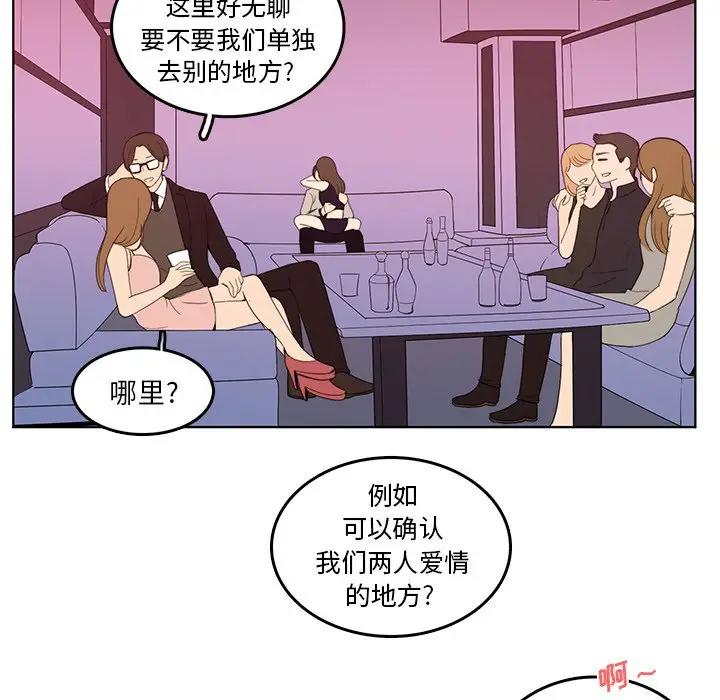 这里好无聊
要不要我们单独
去别的地方?
哪里?
例如
可以确认
我们两人爱情
的地方?
啊~